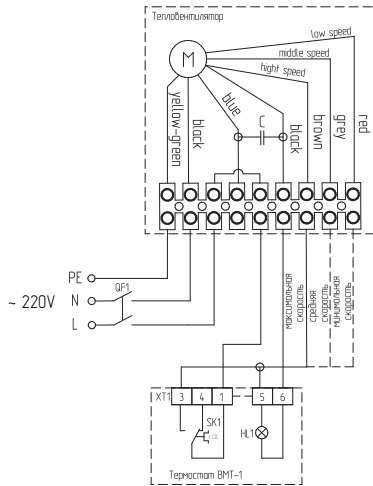 Тепловентилятор
low speed
middle speed
hight speed
M
yellow-green
black
blue
C
black
brown
grey
red
PE
N
L
QF1
~ 220V
максимальная
скорость
средняя
скорость
минимальная
скорость
XT1
3
4
1
5
6
SK1
HL1
Термостат ВМТ-1